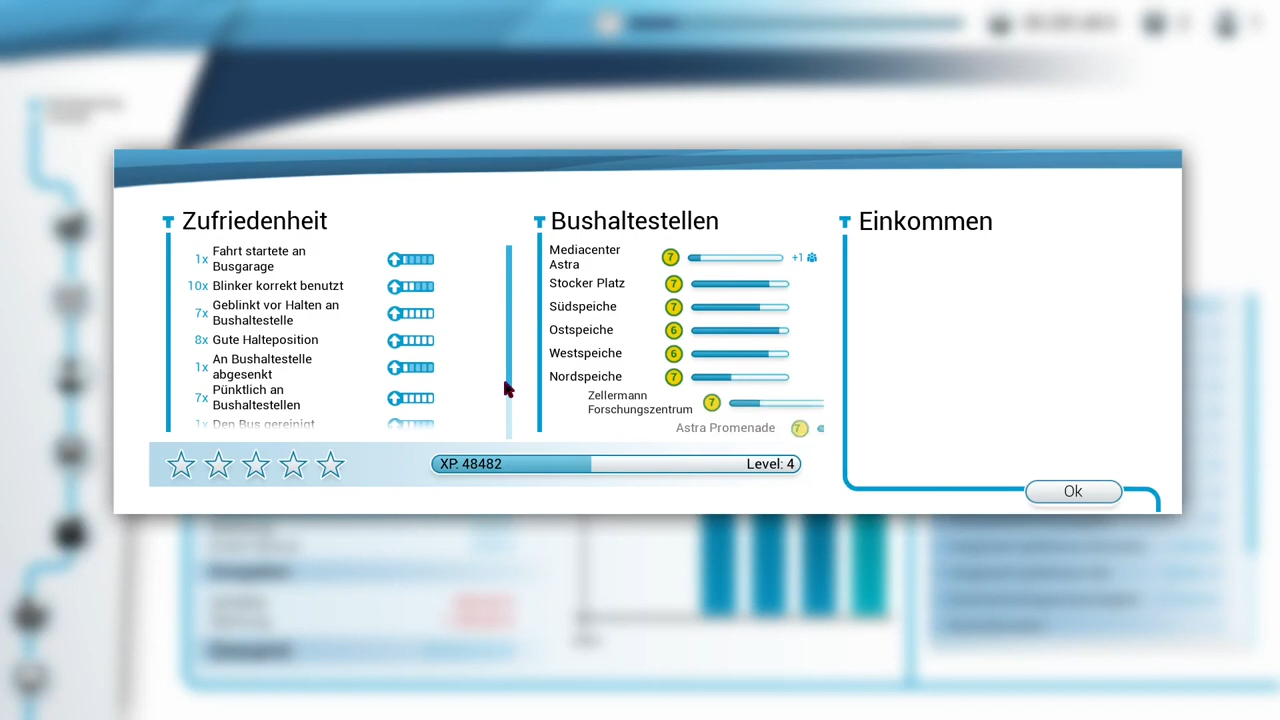 Zufriedenheit
1x Fahrt startete an
Busgarage
10x Blinker korrekt benutzt
7x Geblinkt vor Halten an
Bushaltestelle
8x Gute Halteposition
1x An Bushaltestelle
abgesenkt
7x Pünktlich an
Bushaltestellen
1x Den Bus gereinigt
Bushaltestellen
Mediacenter
Astra 7 +1
Stocker Platz 7
Südspeiche 7
Ostspeiche 6
Westspeiche 6
Nordspeiche 7
Zellermann
Forschungszentrum 7
Astra Promenade 7
Einkommen
XP: 48482 Level: 4
Ok